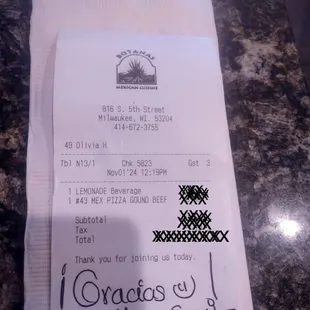 BOTANAS
MEXICAN CUISINE
816 S. 5th Street
Milwaukee, WI. 53204
414-672-3755
49 Olivia H
Tbl N13/1 Chk 5823 Gst 3
Nov01'24 12:19PM
1 LEMONADE Beverage
1 #43 MEX PIZZA GOUND BEEF
Subtotal
Tax
Total
Thank you for joining us today.
¡Gracias !